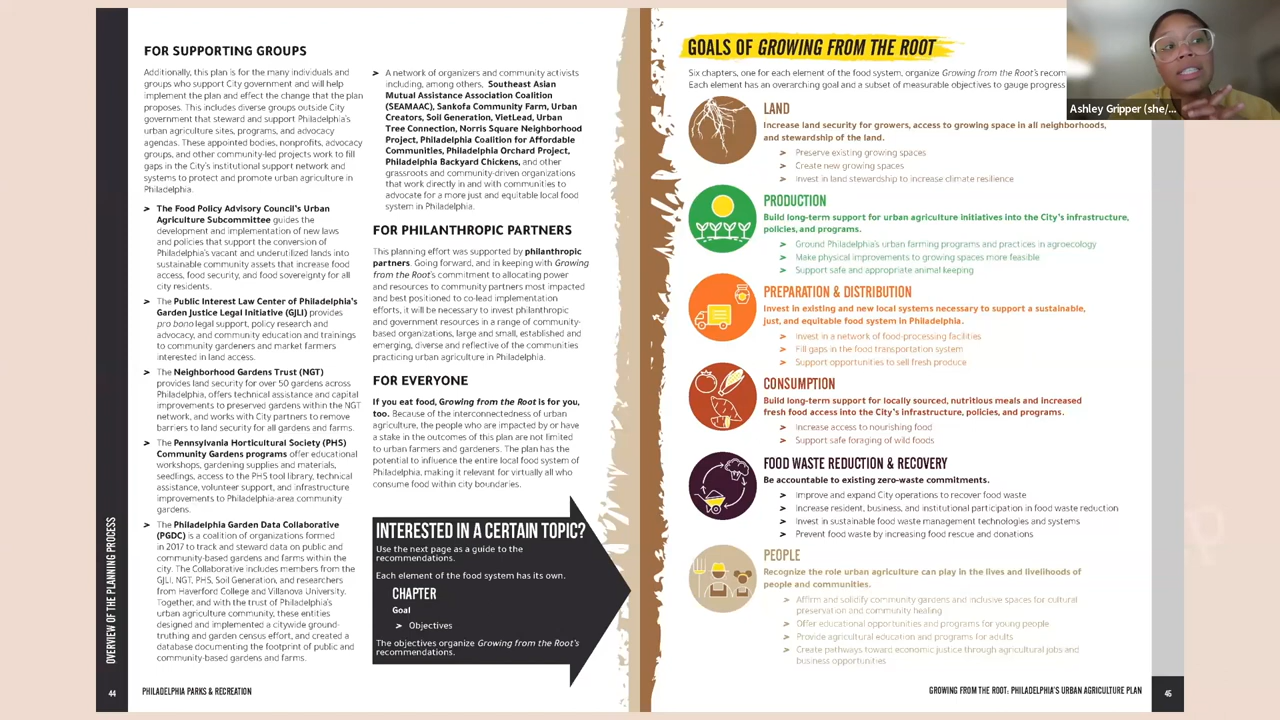 FOR SUPPORTING GROUPS
Additionally, this plan is for the many individuals and
groups who support City government and will help
implement the plan and effect the change that the plan
proposes. This includes diverse groups outside City
government that steward and support Philadelphia's
urban agriculture sites, programs, and advocacy
agendas. These appointed bodies, nonprofits, advocacy
groups, and other community-led projects work to fill
gaps in the City's institutional support network and
systems to protect and promote urban agriculture in
Philadelphia.
➤ The Food Policy Advisory Council's Urban
Agriculture Subcommittee guides the
development and implementation of new laws
and policies that support the conversion of
Philadelphia's vacant and underutilized lands into
sustainable community assets that increase food
access, food security, and food sovereignty for all
city residents.
➤ The Public Interest Law Center of Philadelphia's
Garden Justice Legal Initiative (GJLI) provides
pro bono legal support, policy research and
advocacy, and community education and trainings
to community gardeners and market farmers
interested in land access.
➤ The Neighborhood Gardens Trust (NGT)
provides land security for over 50 gardens across
Philadelphia, offers technical assistance and capital
improvements to preserved gardens within the NGT
network, and works with City partners to remove
barriers to land security for all gardens and farms.
➤ The Pennsylvania Horticultural Society (PHS)
Community Gardens programs offer educational
workshops, gardening supplies and materials,
seedlings, access to the PHS tool library, technical
assistance, volunteer support, and infrastructure
improvements to Philadelphia-area community
gardens.
➤ The Philadelphia Garden Data Collaborative
(PGDC) is a coalition of organizations formed
in 2017 to track and steward data on public and
community-based gardens and farms within the
city. The Collaborative includes members from the
GJLI, NGT, PHS, Soil Generation, and researchers
from Haverford College and Villanova University.
Together, and with the trust of Philadelphia's
urban agriculture community, these entities
designed and implemented a citywide ground-
truthing and garden census effort, and created a
database documenting the footprint of public and
community-based gardens and farms.
➤ A network of organizers and community activists
including, among others, Southeast Asian
Mutual Assistance Association Coalition
(SEAMAAC), Sankofa Community Farm, Urban
Creators, Soil Generation, VietLead, Urban
Tree Connection, Norris Square Neighborhood
Project, Philadelphia Coalition for Affordable
Communities, Philadelphia Orchard Project,
Philadelphia Backyard Chickens, and other
grassroots and community-driven organizations
that work directly in and with communities to
advocate for a more just and equitable local food
system in Philadelphia.
FOR PHILANTHROPIC PARTNERS
This planning effort was supported by philanthropic
partners. Going forward, and in keeping with Growing
from the Root's commitment to allocating power
and resources to community partners most impacted
and best positioned to co-lead implementation
efforts, it will be necessary to invest philanthropic
and government resources in a range of community-
based organizations, large and small, established and
emerging, diverse and reflective of the communities
practicing urban agriculture in Philadelphia.
FOR EVERYONE
If you eat food, Growing from the Root is for you,
too. Because of the interconnectedness of urban
agriculture, the people who are impacted by or have
a stake in the outcomes of this plan are not limited
to urban farmers and gardeners. The plan has the
potential to influence the entire local food system of
Philadelphia, making it relevant for virtually all who
consume food within city boundaries.
INTERESTED IN A CERTAIN TOPIC?
Use the next page as a guide to the
recommendations.
Each element of the food system has its own.
CHAPTER
Goal
➤ Objectives
The objectives organize Growing from the Root's
recommendations.
OVERVIEW OF THE PLANNING PROCESS
44
PHILADELPHIA PARKS & RECREATION
GOALS OF GROWING FROM THE ROOT
Six chapters, one for each element of the food system, organize Growing from the Root's
Each element has an overarching goal and a subset of measurable objectives to gauge progress
LAND
Increase land security for growers, access to growing space in all neighborhoods,
and stewardship of the land.
➤ Preserve existing growing spaces
➤ Create new growing spaces
➤ Invest in land stewardship to increase climate resilience
PRODUCTION
Build long-term support for urban agriculture initiatives into the City's infrastructure,
policies, and programs.
➤ Ground Philadelphia's urban farming programs and practices in agroecology
➤ Make physical improvements to growing spaces more feasible
➤ Support safe and appropriate animal keeping
PREPARATION & DISTRIBUTION
Invest in existing and new local systems necessary to support a sustainable,
just, and equitable food system in Philadelphia.
➤ Invest in a network of food-processing facilities
➤ Fill gaps in the food transportation system
➤ Support opportunities to sell fresh produce
CONSUMPTION
Build long-term support for locally sourced, nutritious meals and increased
fresh food access into the City's infrastructure, policies, and programs.
➤ Increase access to nourishing food
➤ Support safe foraging of wild foods
FOOD WASTE REDUCTION & RECOVERY
Be accountable to existing zero-waste commitments.
➤ Improve and expand City operations to recover food waste
➤ Increase resident, business, and institutional participation in food waste reduction
➤ Invest in sustainable food waste management technologies and systems
➤ Prevent food waste by increasing food rescue and donations
PEOPLE
Recognize the role urban agriculture can play in the lives and livelihoods of
people and communities.
➤ Affirm and solidify community gardens and inclusive spaces for cultural
preservation and community healing
➤ Offer educational opportunities and programs for young people
➤ Provide agricultural education and programs for adults
➤ Create pathways toward economic justice through agricultural jobs and
business opportunities
GROWING FROM THE ROOT: PHILADELPHIA'S URBAN AGRICULTURE PLAN
45
Ashley Gripper (she/...